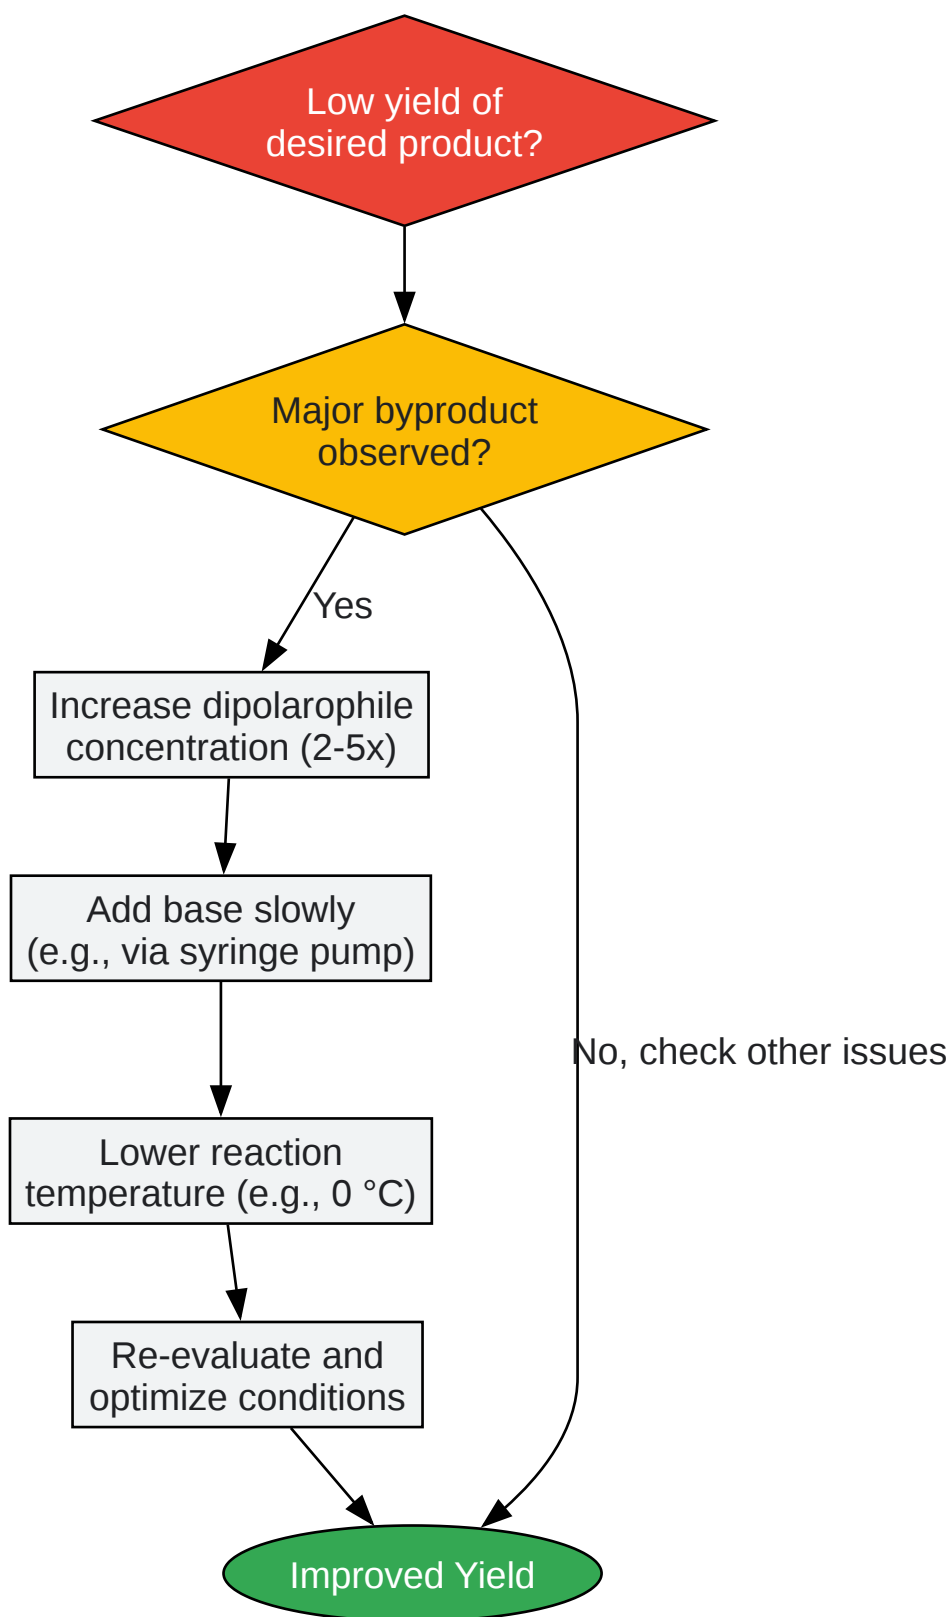 Low yield of
desired product?
Major byproduct
observed?
Yes
Increase dipolarophile
concentration (2-5x)
Add base slowly
(e.g., via syringe pump)
No, check other issues
Lower reaction
temperature (e.g., 0 °C)
Re-evaluate and
optimize conditions
Improved Yield